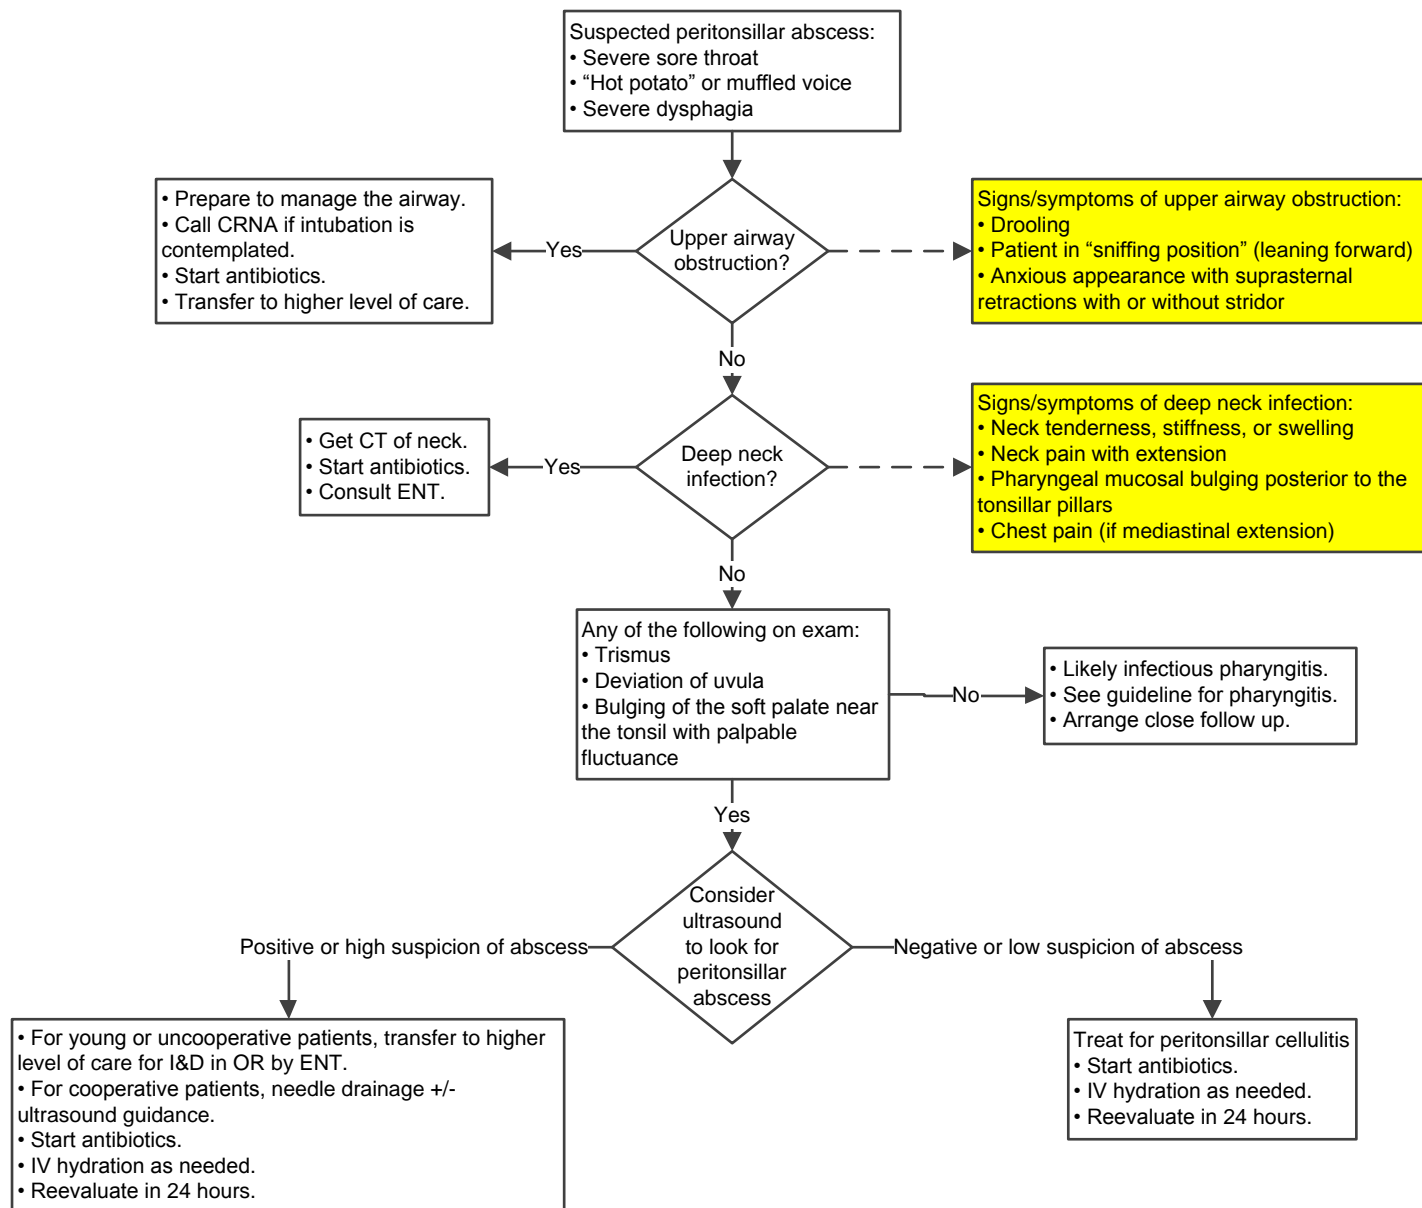 Suspected peritonsillar abscess:
• Severe sore throat
• “Hot potato” or muffled voice
• Severe dysphagia
• Prepare to manage the airway.
• Call CRNA if intubation is
contemplated.
• Start antibiotics.
• Transfer to higher level of care.
Yes
Upper airway
obstruction?
Signs/symptoms of upper airway obstruction:
• Drooling
• Patient in “sniffing position” (leaning forward)
• Anxious appearance with suprasternal
retractions with or without stridor
No
• Get CT of neck.
• Start antibiotics.
• Consult ENT.
Yes
Deep neck
infection?
Signs/symptoms of deep neck infection:
• Neck tenderness, stiffness, or swelling
• Neck pain with extension
• Pharyngeal mucosal bulging posterior to the
tonsillar pillars
• Chest pain (if mediastinal extension)
No
Any of the following on exam:
• Trismus
• Deviation of uvula
• Bulging of the soft palate near
the tonsil with palpable
fluctuance
No
• Likely infectious pharyngitis.
• See guideline for pharyngitis.
• Arrange close follow up.
Yes
Consider
ultrasound
to look for
peritonsillar
abscess
Positive or high suspicion of abscess
Negative or low suspicion of abscess
• For young or uncooperative patients, transfer to higher
level of care for I&D in OR by ENT.
• For cooperative patients, needle drainage +/-
ultrasound guidance.
• Start antibiotics.
• IV hydration as needed.
• Reevaluate in 24 hours.
Treat for peritonsillar cellulitis
• Start antibiotics.
• IV hydration as needed.
• Reevaluate in 24 hours.